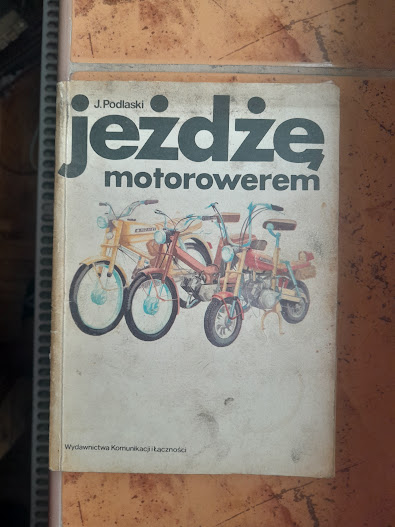 J. Podlaski
jeżdżę
motorowerem
Wydawnictwa Komunikacji i Łączności